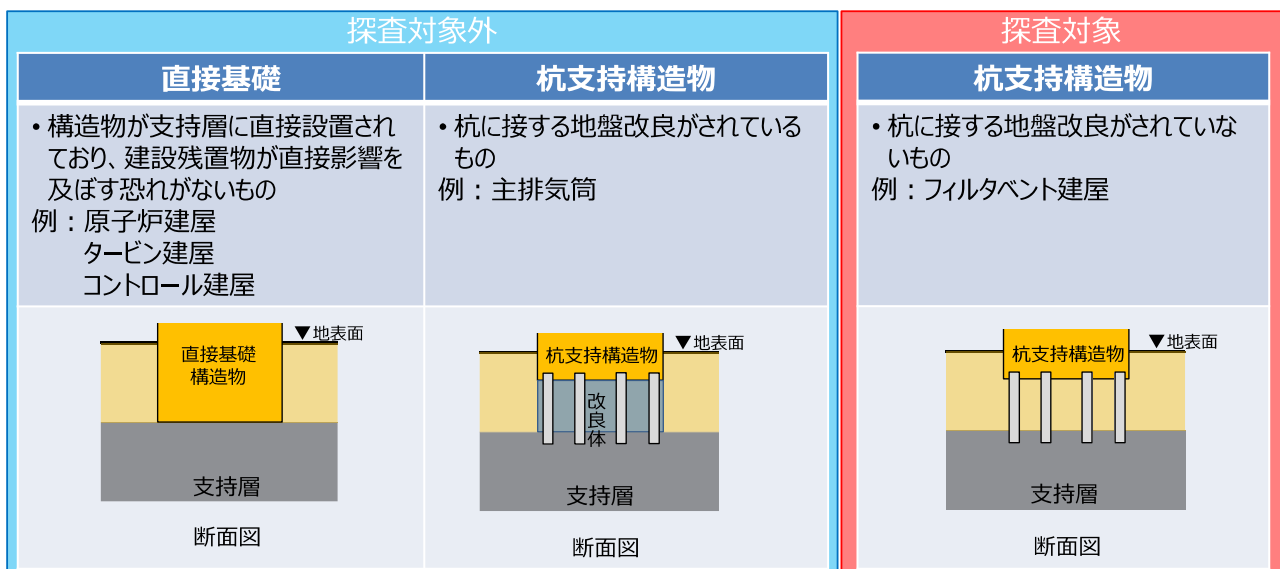 探査対象外
直接基礎
• 構造物が支持層に直接設置され
ており、建設残置物が直接影響を
及ぼす恐れがないもの
例：原子炉建屋
タービン建屋
コントロール建屋
▼地表面
直接基礎
構造物
支持層
断面図
杭支持構造物
• 杭に接する地盤改良がされている
もの
例：主排気筒
▼地表面
杭支持構造物
改良体
支持層
断面図
探査対象
杭支持構造物
• 杭に接する地盤改良がされていな
いもの
例：フィルタベント建屋
▼地表面
杭支持構造物
支持層
断面図